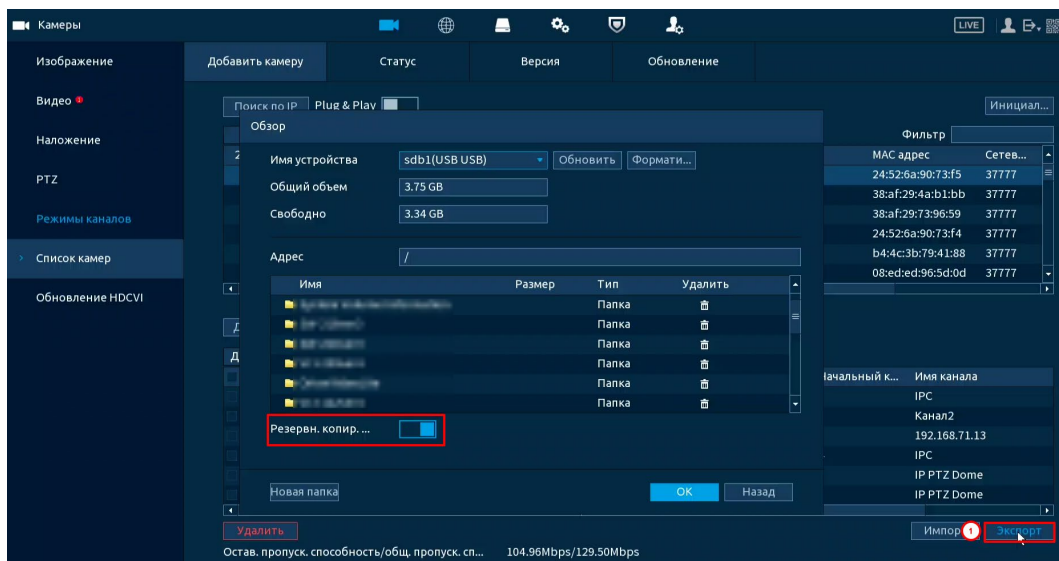 Камеры
LIVE
Изображение
Видео
Наложение
PTZ
Режимы каналов
Список камер
Обновление HDCVI
Добавить камеру Статус Версия Обновление
Поиск по IP Plug & Play Инициал...
Фильтр
MAC адрес Сетев...
24:52:6a:90:73:f5 37777
38:af:29:4a:b1:bb 37777
38:af:29:73:96:59 37777
24:52:6a:90:73:f4 37777
b4:4c:3b:79:41:88 37777
08:ed:ed:96:5d:0d 37777
Обзор
Имя устройства sdb1(USB USB) Обновить Формати...
Общий объем 3.75 GB
Свободно 3.34 GB
Адрес /
Имя Размер Тип Удалить
Папка
Папка
Папка
Папка
Папка
Папка
Резервн. копир. ...
Новая папка OK Назад
Имя канала
IPC
Канал2
192.168.71.13
IPC
IP PTZ Dome
IP PTZ Dome
Удалить Импор 1 Экспорт
Остав. пропуск. способность/общ. пропуск. сп... 104.96Mbps/129.50Mbps